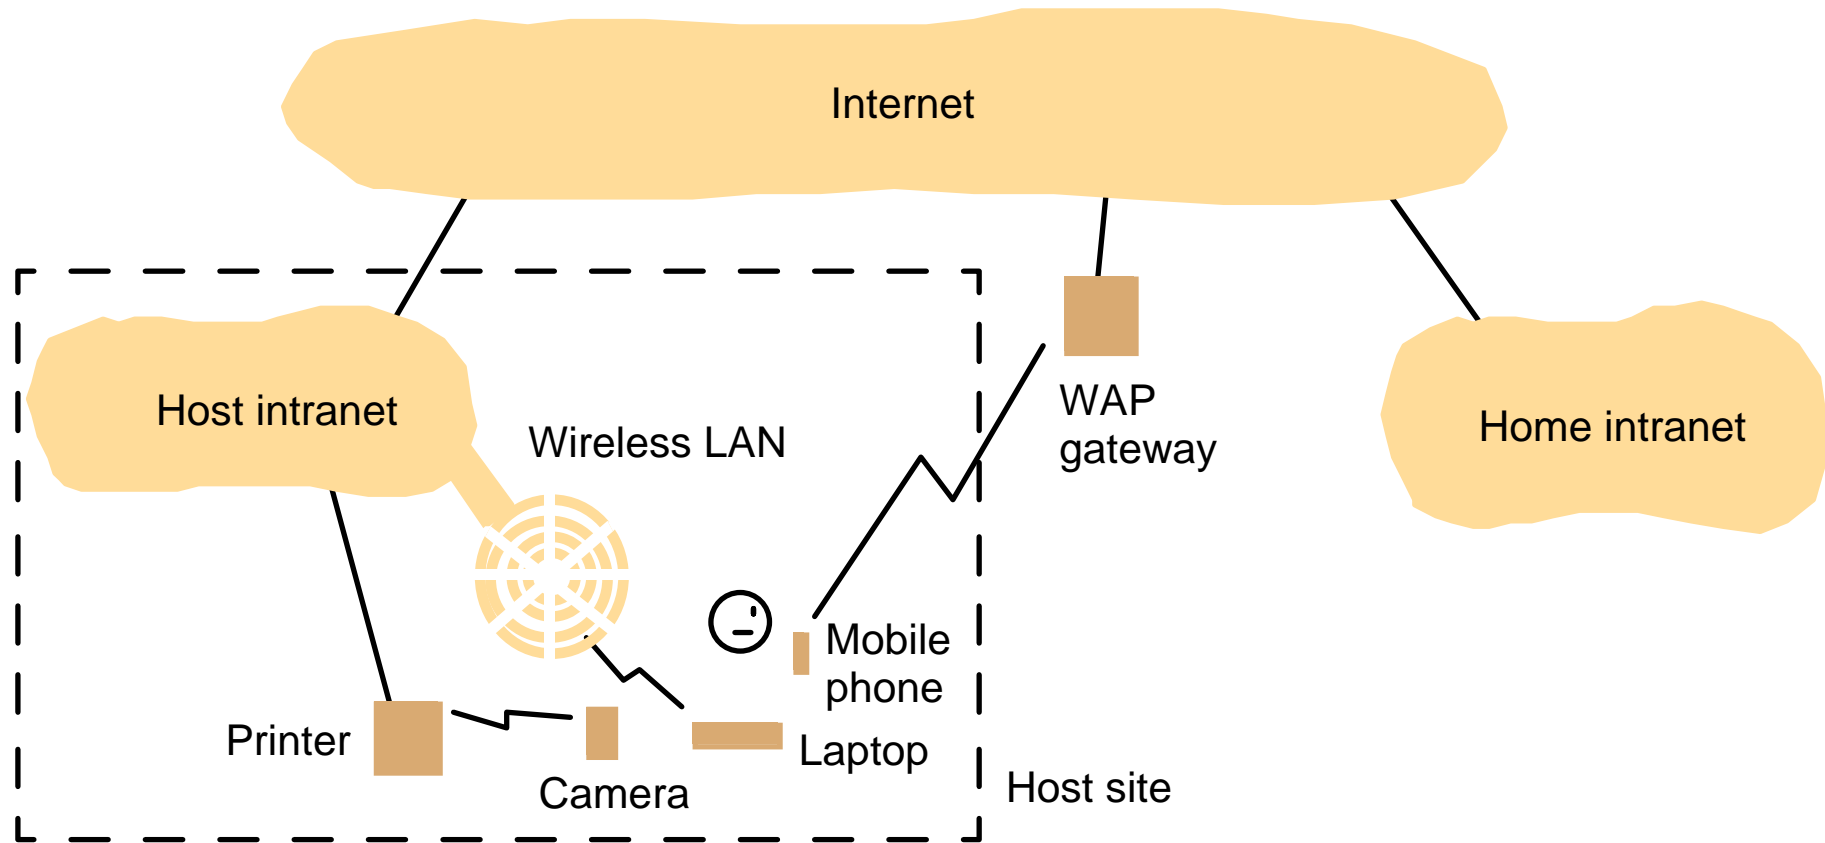 Internet
Host intranet
Wireless LAN
WAP
gateway
Home intranet
Mobile
phone
Printer
Camera
Laptop
Host site